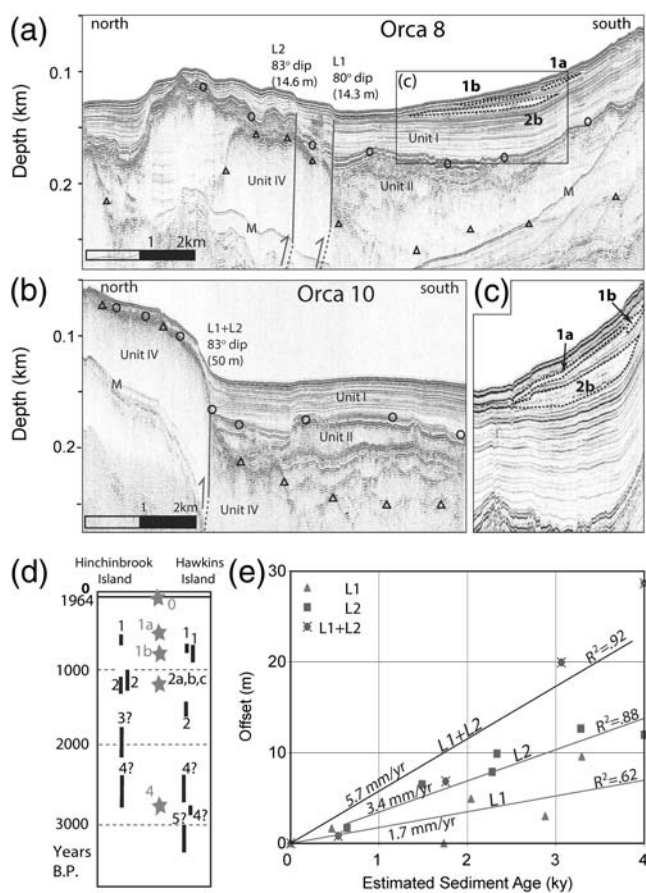 (a)
north
Orca 8
south
L2
83° dip
(14.6 m)
L1
80° dip
(14.3 m)
(c)
1a
1b
2b
0.1
0.2
Depth (km)
Unit I
Unit IV
Unit II
M
M
1 2km
(b)
north
Orca 10
south
L1+L2
83° dip
(50 m)
0.1
0.2
Depth (km)
Unit IV
Unit I
Unit II
Unit IV
M
1 2km
(c)
1b
1a
2b
(d)
Hinchinbrook
Island
Hawkins
Island
0
1964
0
1a
1
1
1
1b
1000
2
2
2a,b,c
2
3?
2000
4?
4?
4
4?
5?
3000
Years
B.P.
(e)
L1
L2
L1+L2
30
20
10
0
Offset (m)
0 1 2 3 4
Estimated Sediment Age (ky)
L1+L2
R²=.92
5.7 mm/yr
L2
R²=.88
3.4 mm/yr
L1
R²=.62
1.7 mm/yr